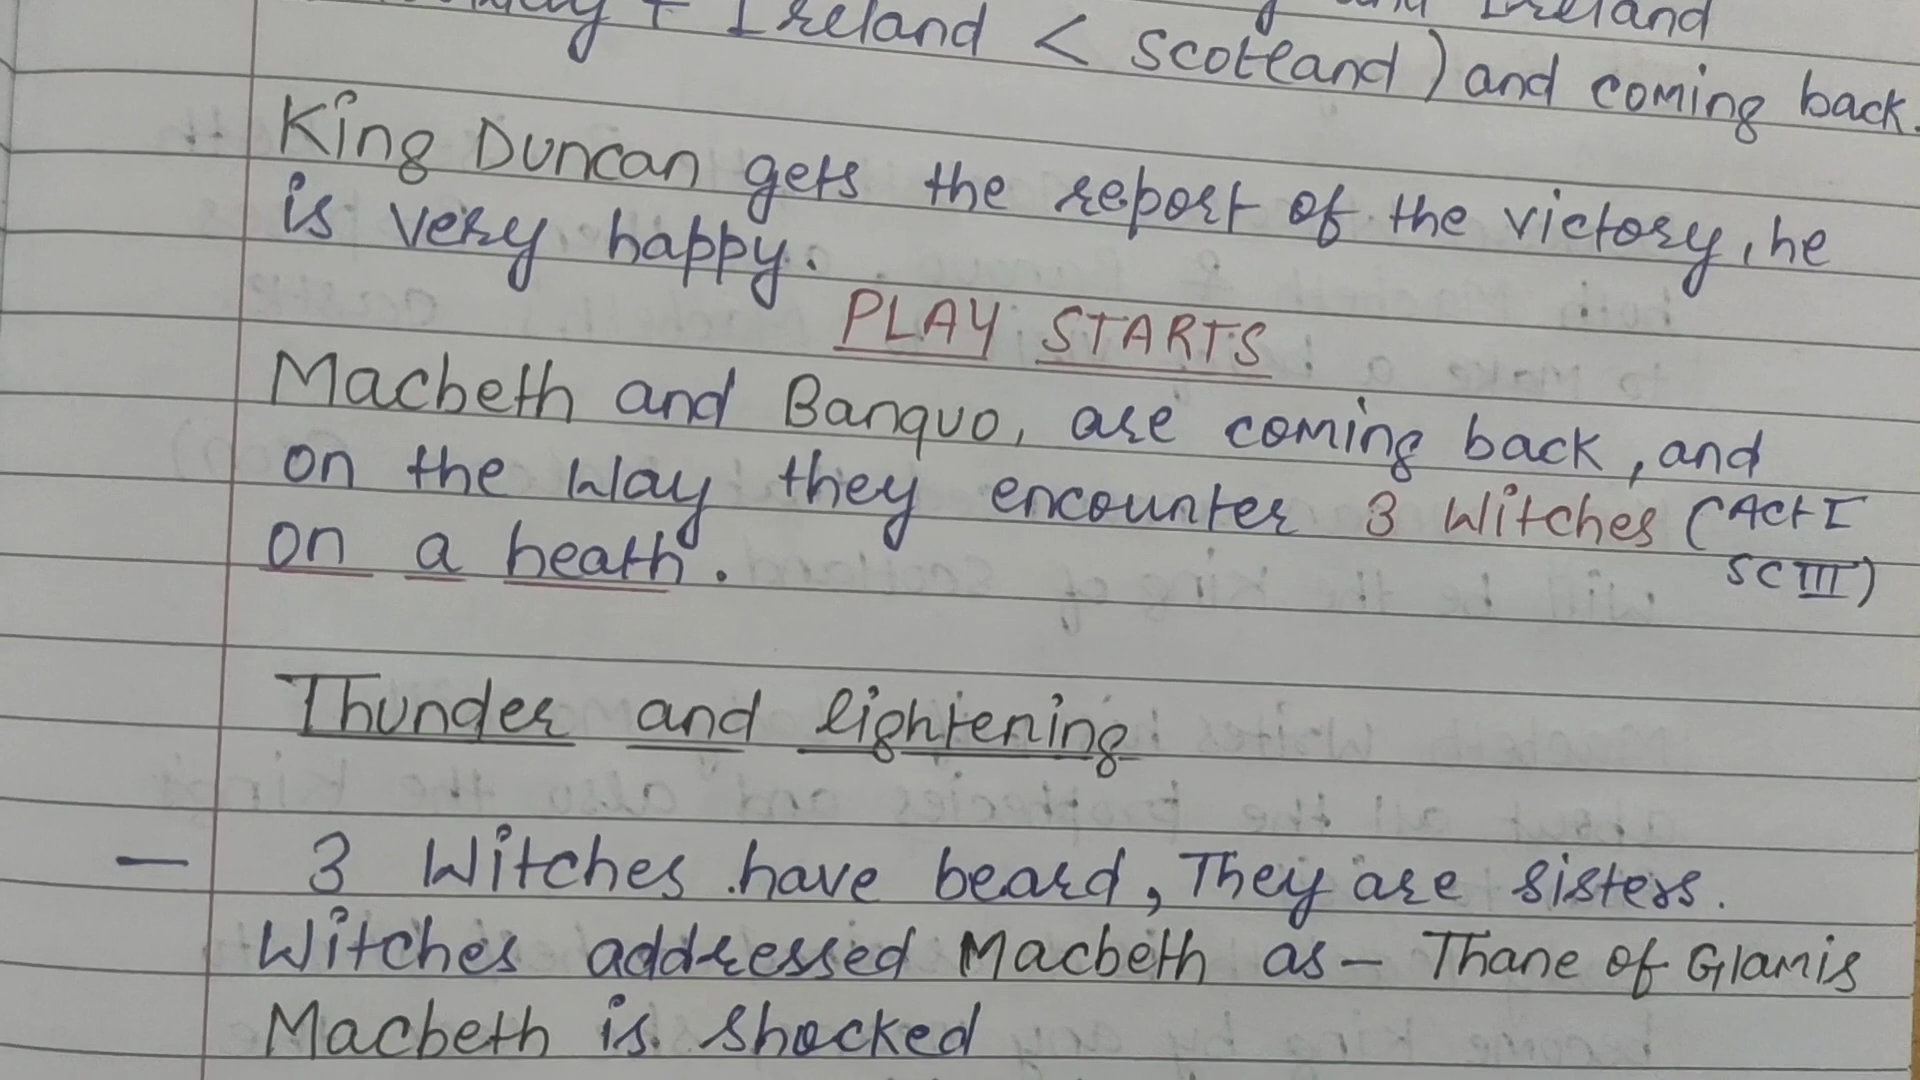 + Ireland < Scotland) and coming back.
King Duncan gets the report of the victory, he
is very happy.
PLAY STARTS
Macbeth and Banquo, are coming back, and
on the way they encounter 3 Witches (Act I
on a heath. SC III)
Thunder and lightening
— 3 Witches have beard, They are sisters.
Witches addressed Macbeth as — Thane of Glamis
Macbeth is shocked